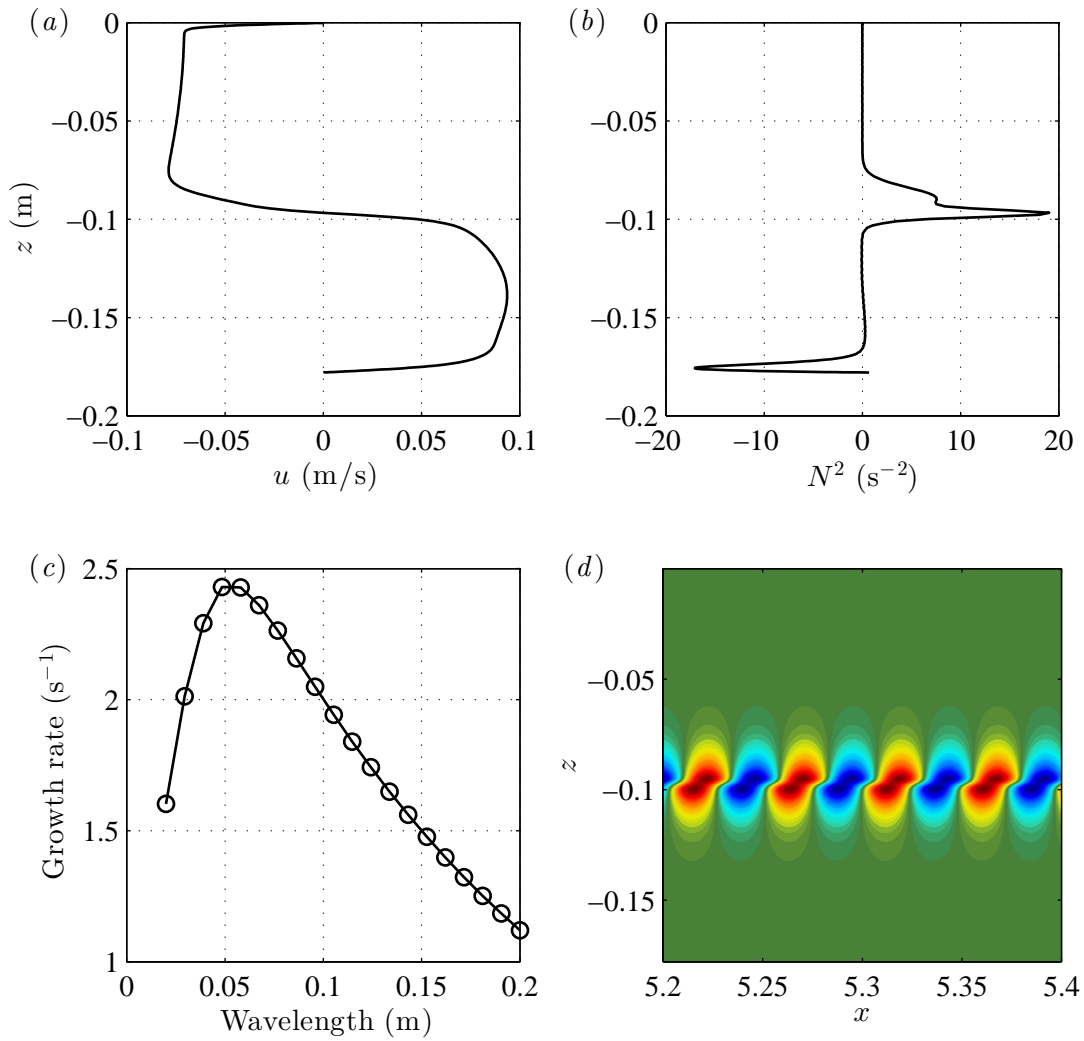 (a)
0
−0.05
−0.1
−0.15
−0.2
z (m)
−0.1 −0.05 0 0.05 0.1
u (m/s)
(b)
0
−0.05
−0.1
−0.15
−0.2
−20 −10 0 10 20
N² (s⁻²)
(c)
2.5
2
1.5
1
Growth rate (s⁻¹)
0 0.05 0.1 0.15 0.2
Wavelength (m)
(d)
−0.05
−0.1
−0.15
z
5.2 5.25 5.3 5.35 5.4
x